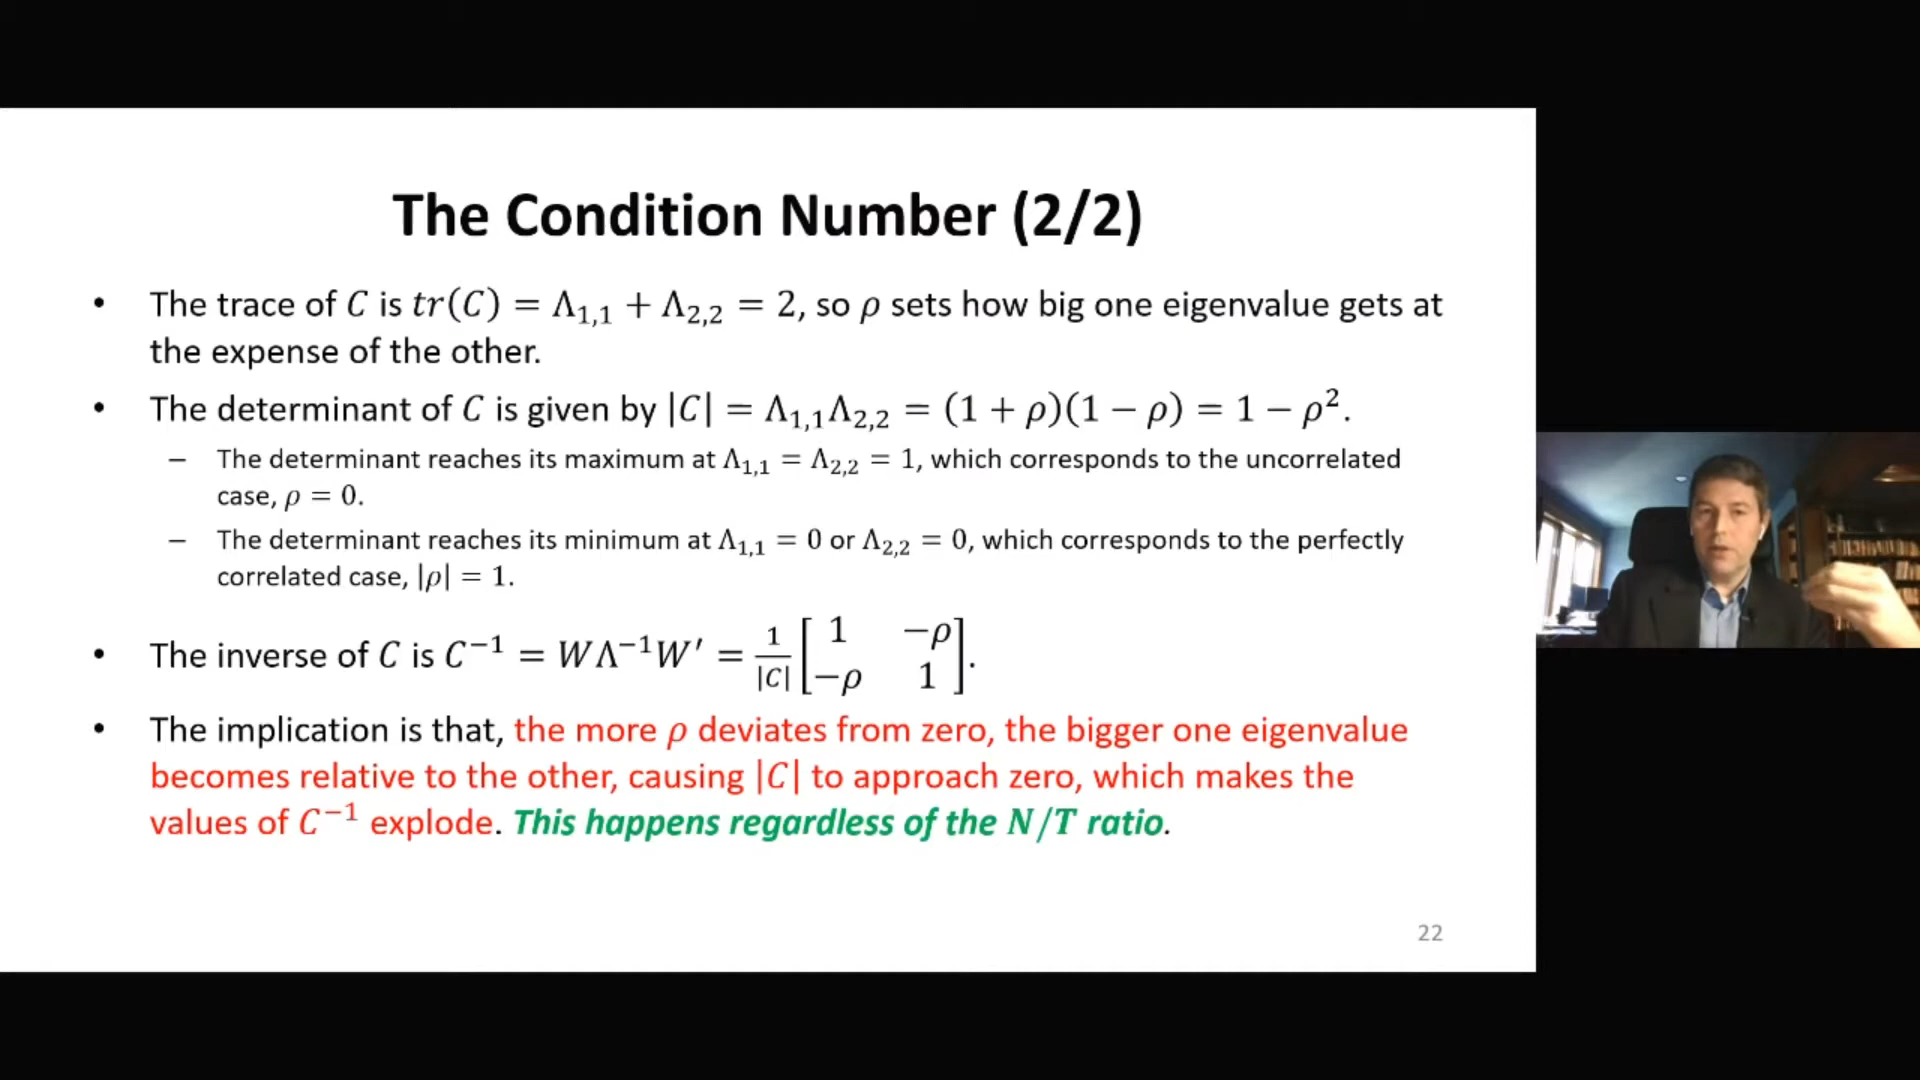 The Condition Number (2/2)
• The trace of C is tr(C) = Λ₁,₁ + Λ₂,₂ = 2, so ρ sets how big one eigenvalue gets at
the expense of the other.
• The determinant of C is given by |C| = Λ₁,₁Λ₂,₂ = (1 + ρ)(1 − ρ) = 1 − ρ².
– The determinant reaches its maximum at Λ₁,₁ = Λ₂,₂ = 1, which corresponds to the uncorrelated
case, ρ = 0.
– The determinant reaches its minimum at Λ₁,₁ = 0 or Λ₂,₂ = 0, which corresponds to the perfectly
correlated case, |ρ| = 1.
• The inverse of C is C⁻¹ = WΛ⁻¹W′ = 1/|C| [1 −ρ; −ρ 1].
• The implication is that, the more ρ deviates from zero, the bigger one eigenvalue
becomes relative to the other, causing |C| to approach zero, which makes the
values of C⁻¹ explode. This happens regardless of the N/T ratio.
22